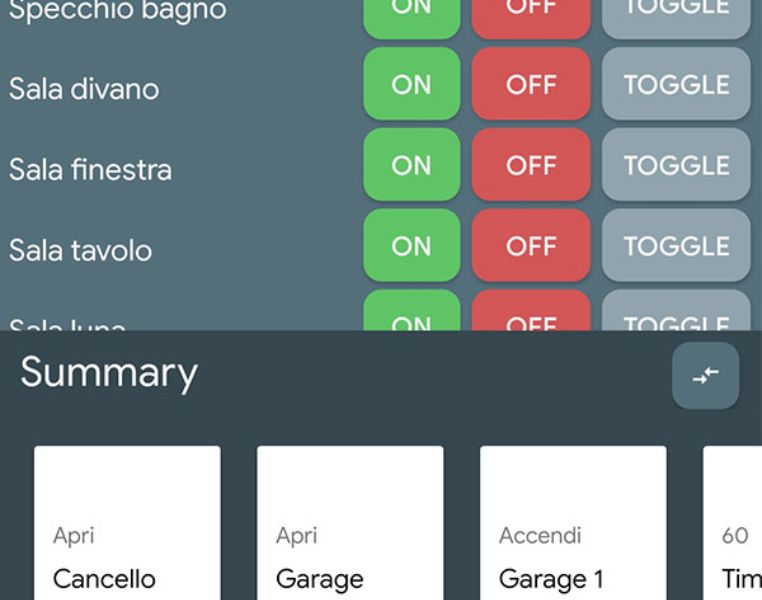 Specchio bagno ON OFF TOGGLE
Sala divano ON OFF TOGGLE
Sala finestra ON OFF TOGGLE
Sala tavolo ON OFF TOGGLE
Sala luna ON OFF TOGGLE
Summary
Apri Apri Accendi 60
Cancello Garage Garage 1 Tim